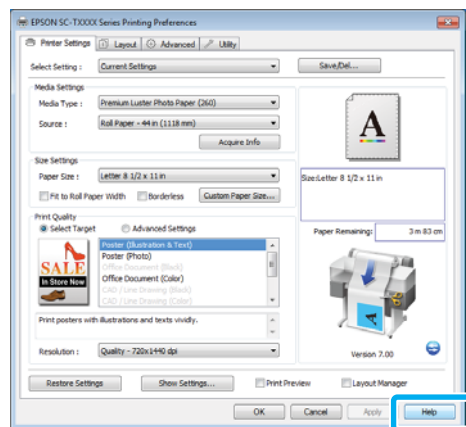 EPSON SC-TXXXX Series Printing Preferences
Printer Settings Layout Advanced Utility
Select Setting : Current Settings Save/Del...
Media Settings
Media Type : Premium Luster Photo Paper (260)
Source : Roll Paper - 44 in (1118 mm)
Acquire Info
A
Size Settings
Paper Size : Letter 8 1/2 x 11 in
Size:Letter 8 1/2 x 11 in
Fit to Roll Paper Width Borderless Custom Paper Size...
Print Quality
Select Target Advanced Settings
Paper Remaining: 3 m 83 cm
SALE
In Store Now
Poster (Illustration & Text)
Poster (Photo)
Office Document (Black)
Office Document (Color)
CAD / Line Drawing (Black)
CAD / Line Drawing (Color)
A
Print posters with illustrations and texts vividly.
Resolution : Quality - 720x1440 dpi
Version 7.00
Restore Settings Show Settings... Print Preview Layout Manager
OK Cancel Apply Help